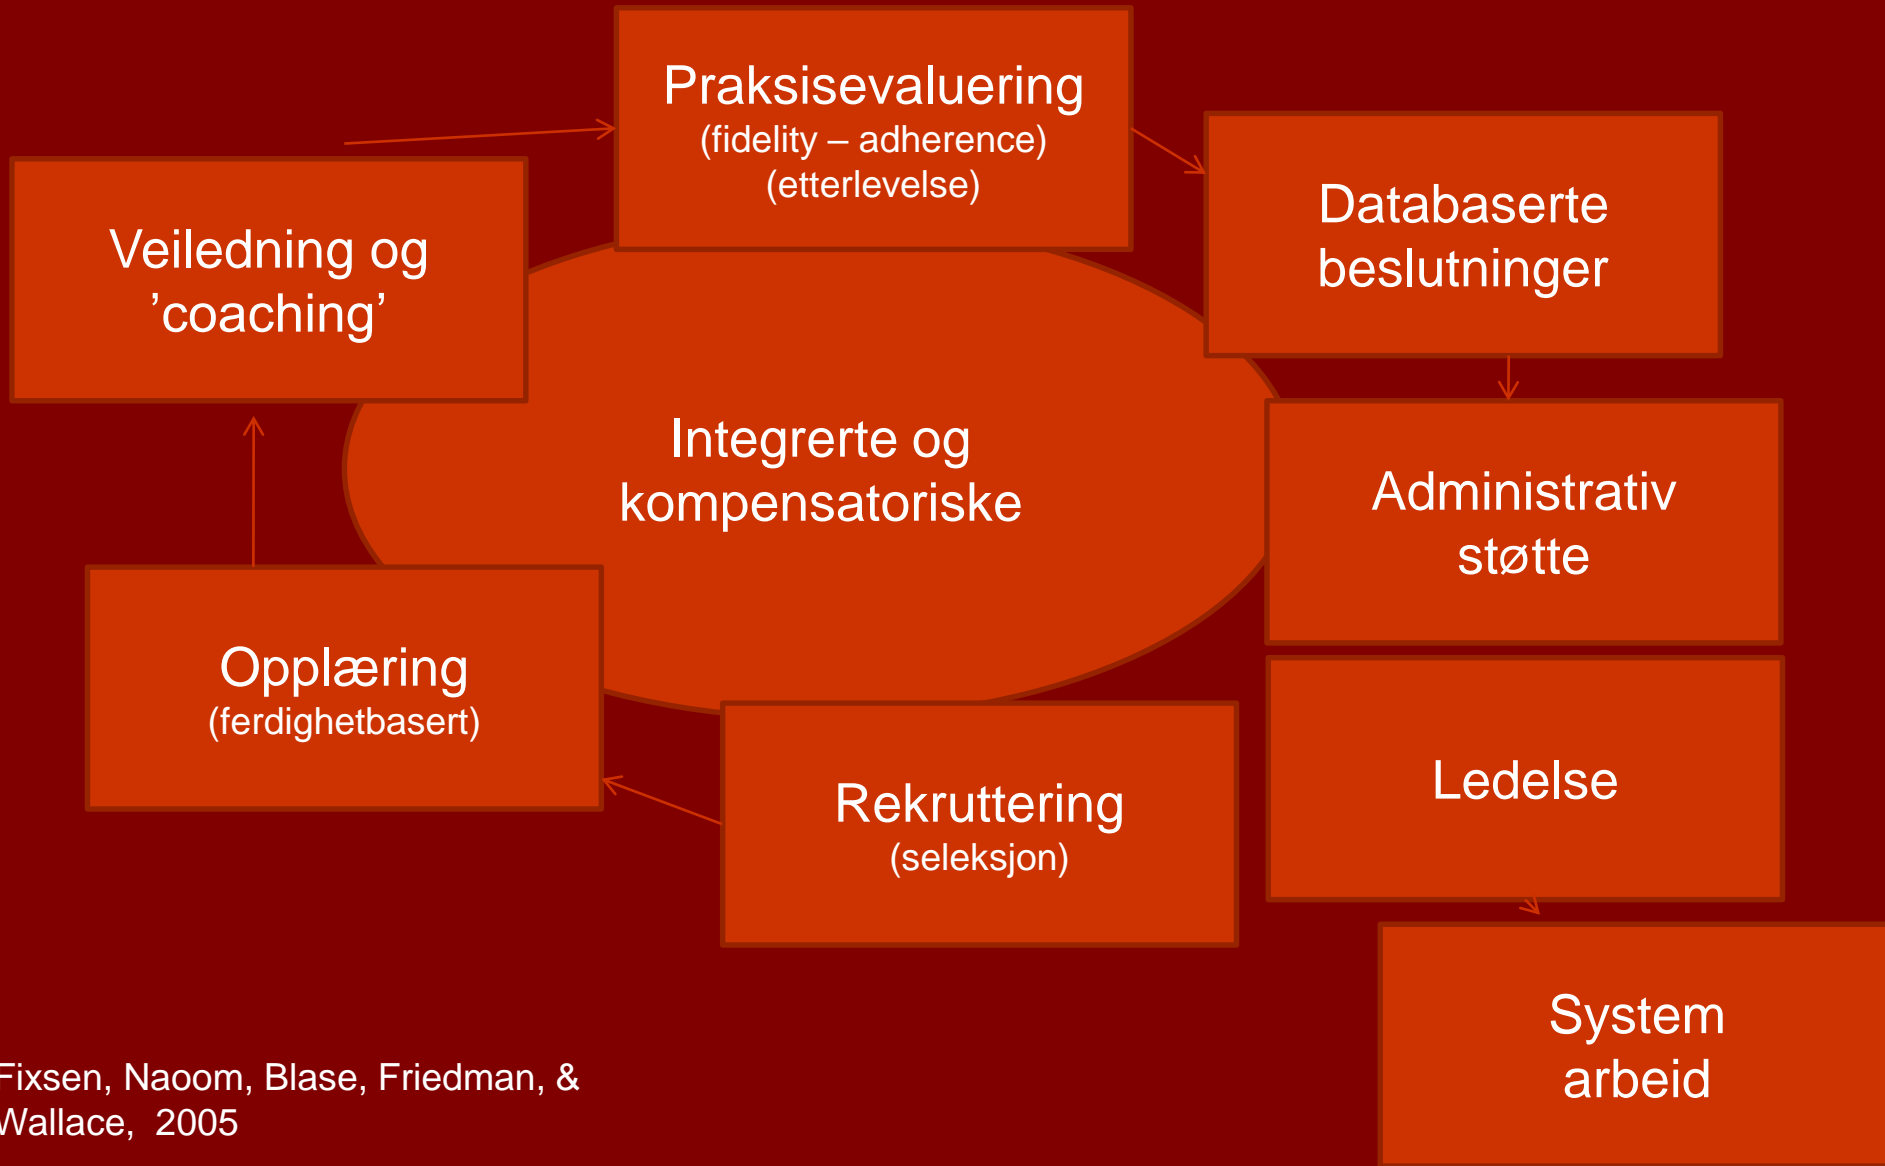 Praksisevaluering
(fidelity – adherence)
(etterlevelse)
Databaserte
beslutninger
Veiledning og
’coaching’
Integrerte og
kompensatoriske
Administrativ
støtte
Opplæring
(ferdighetbasert)
Rekruttering
(seleksjon)
Ledelse
System
arbeid
Fixsen, Naoom, Blase, Friedman, &
Wallace, 2005